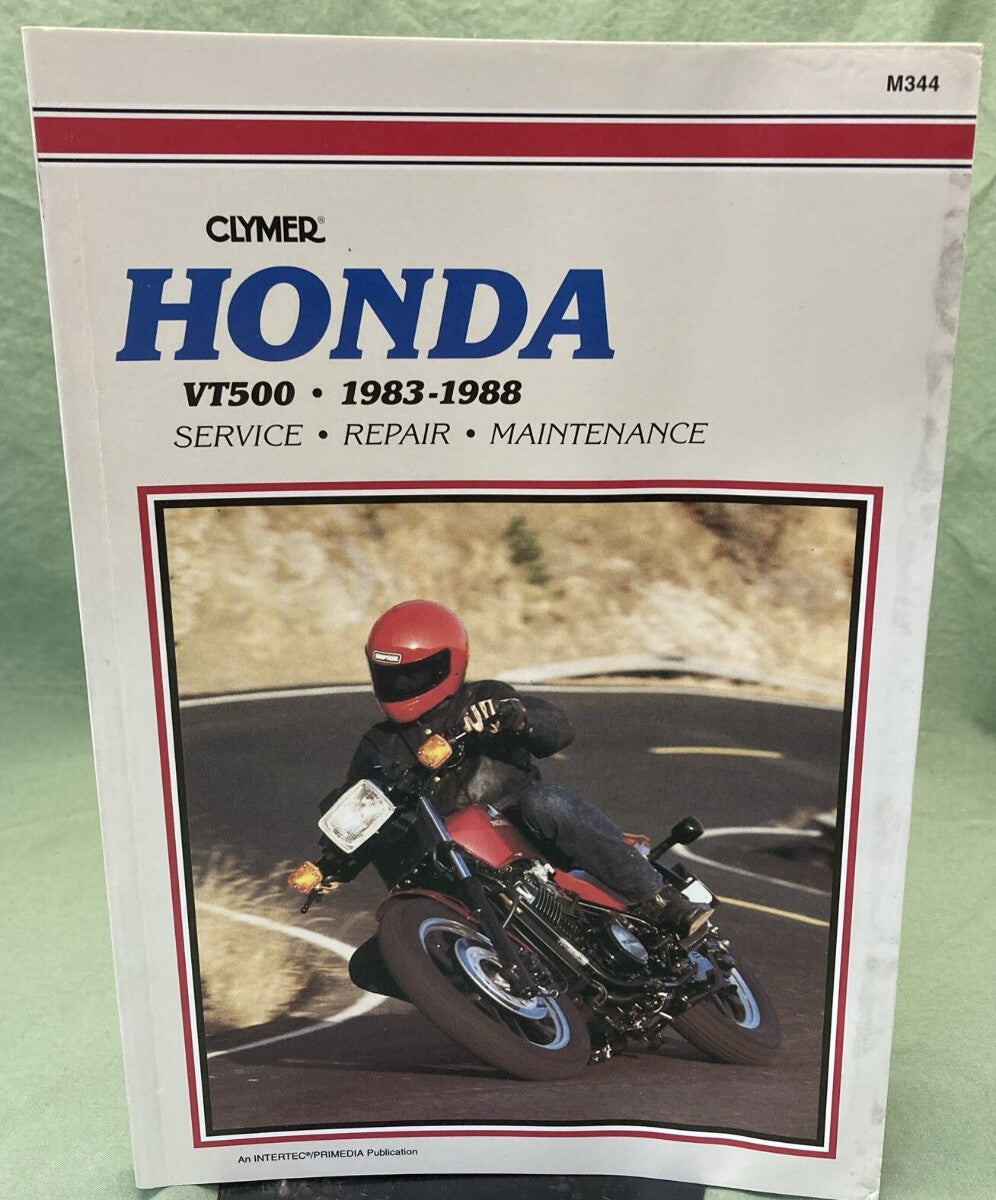 M344
CLYMER®
HONDA
VT500 • 1983-1988
SERVICE • REPAIR • MAINTENANCE
An INTERTEC®/PRIMEDIA Publication